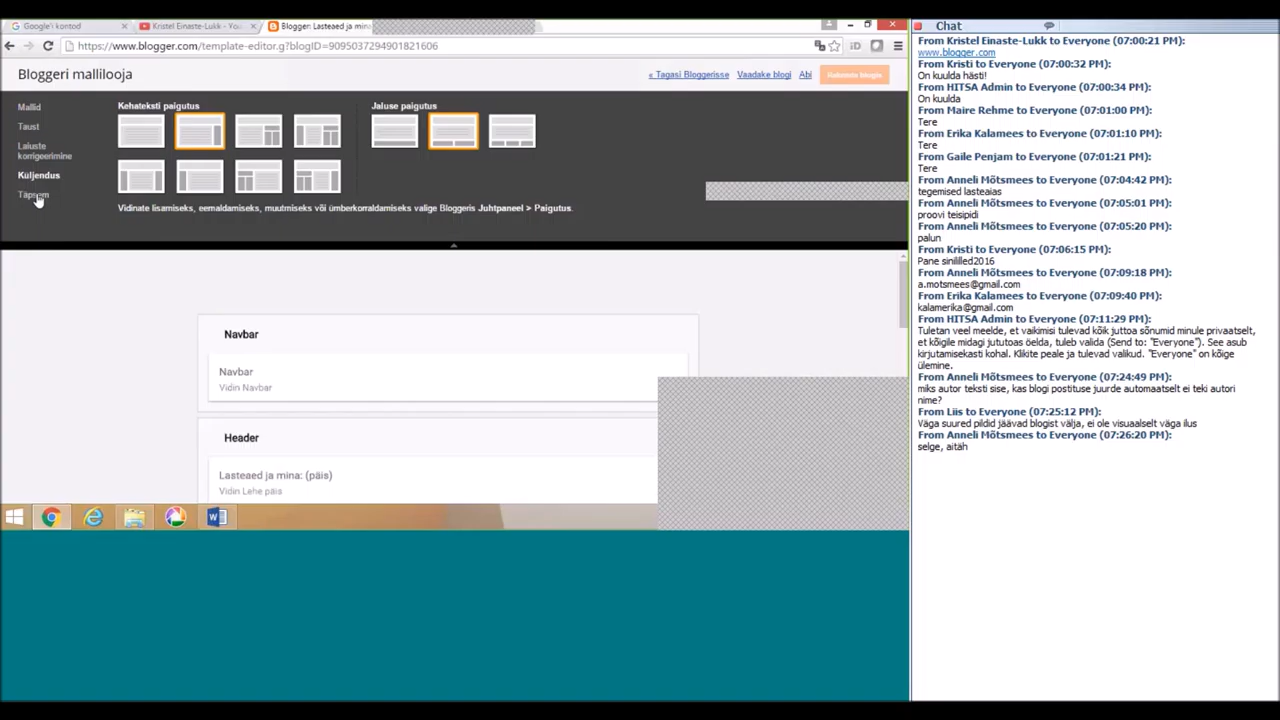 Google'i kontod
Kristel Einaste-Lukk - You
Blogger: Lasteaed ja min
https://www.blogger.com/template-editor.g?blogID=9095037294901821606
Bloggeri mallilooja
« Tagasi Bloggerisse Vaadake blogi Abi Rakenda blogis
Mallid
Taust
Laiuste
korrigeerimine
Kuljendus
Täpsem
Kehateksti paigutus
Jaluse paigutus
Vidinate lisamiseks, eemaldamiseks, muutmiseks või ümberkorraldamiseks valige Bloggeris Juhtpaneel > Paigutus.
Navbar
Navbar
Vidin Navbar
Header
Lasteaed ja mina: (päis)
Vidin Lehe päis
Chat
From Kristel Einaste-Lukk to Everyone (07:00:21 PM):
www.blogger.com
From Kristi to Everyone (07:00:32 PM):
On kuulda hästi!
From HITSA Admin to Everyone (07:00:34 PM):
On kuulda
From Maire Rehme to Everyone (07:01:00 PM):
Tere
From Erika Kalamees to Everyone (07:01:10 PM):
Tere
From Gaile Penjam to Everyone (07:01:21 PM):
Tere
From Anneli Mõtsmees to Everyone (07:04:42 PM):
tegemised lasteaias
From Anneli Mõtsmees to Everyone (07:05:01 PM):
proovi teisipidi
From Anneli Mõtsmees to Everyone (07:05:20 PM):
palun
From Kristi to Everyone (07:06:15 PM):
Pane sinililled2016
From Anneli Mõtsmees to Everyone (07:09:18 PM):
a.motsmees@gmail.com
From Erika Kalamees to Everyone (07:09:40 PM):
kalamerika@gmail.com
From HITSA Admin to Everyone (07:11:29 PM):
Tuletan veel meelde, et vaikimisi tulevad kõik juttoa sõnumid minule privaatselt,
et kõigile midagi jututoas öelda, tuleb valida (Send to: "Everyone"). See asub
kirjutamisekasti kohal. Klikite peale ja tulevad valikud. "Everyone" on kõige
ülemine.
From Anneli Mõtsmees to Everyone (07:24:49 PM):
miks autor teksti sise, kas blogi postituse juurde automaatselt ei teki autori
nime?
From Liis to Everyone (07:25:12 PM):
Väga suured pildid jäävad blogist välja, ei ole visuaalselt väga ilus
From Anneli Mõtsmees to Everyone (07:26:20 PM):
selge, aitäh